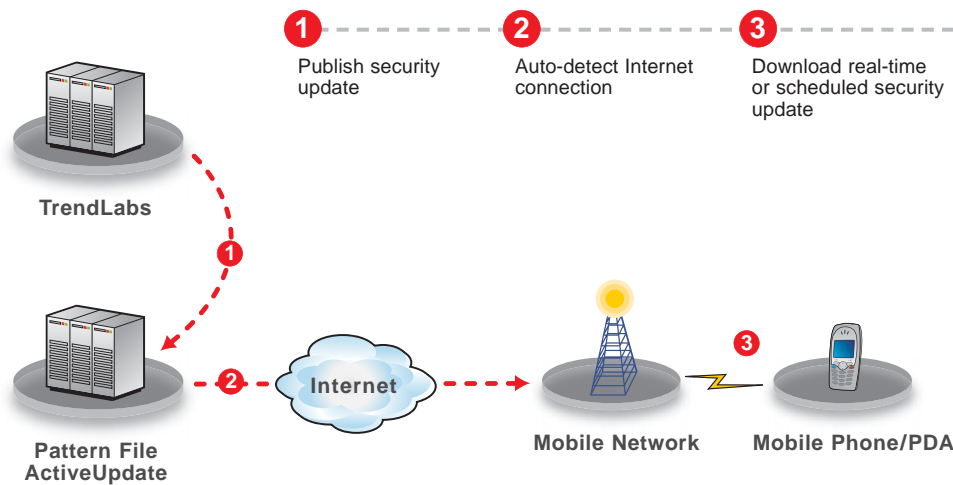 1
2
3
Publish security
update
Auto-detect Internet
connection
Download real-time
or scheduled security
update
TrendLabs
1
3
2
Internet
Pattern File
ActiveUpdate
Mobile Network
Mobile Phone/PDA